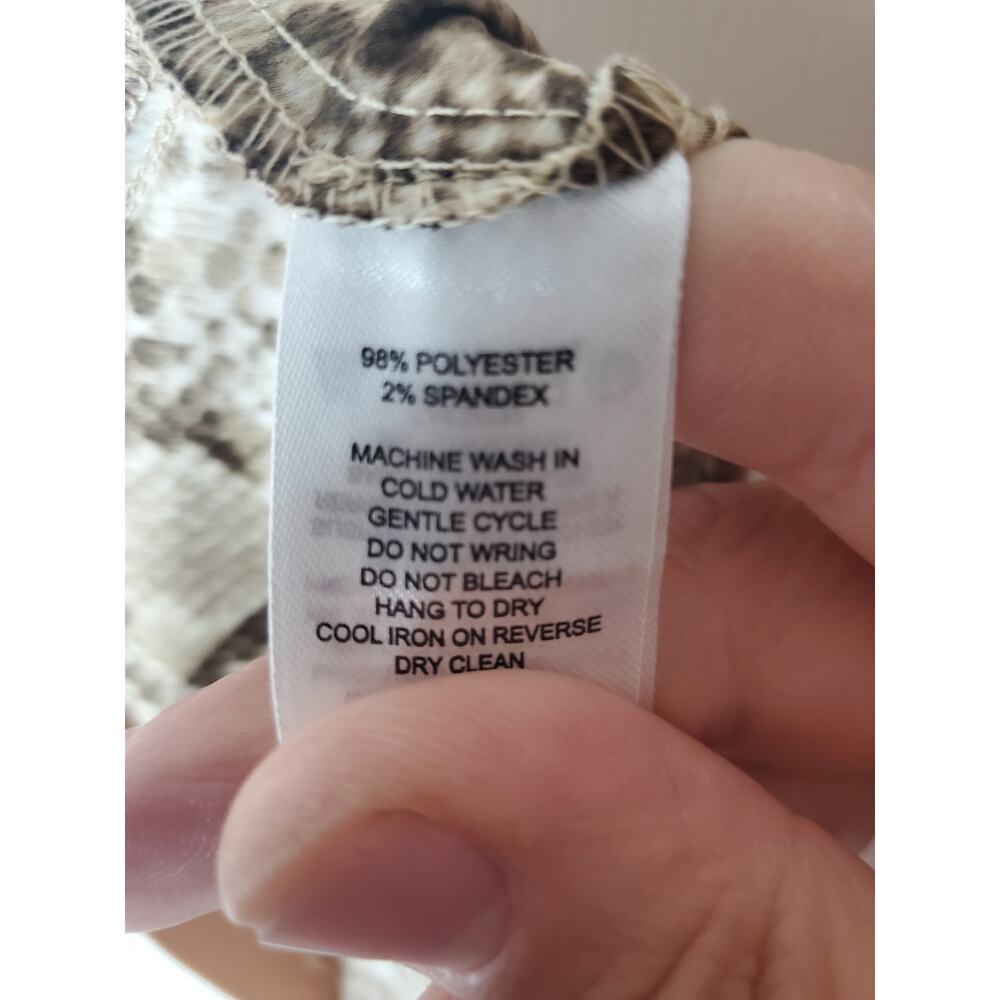 98% POLYESTER
2% SPANDEX
MACHINE WASH IN
COLD WATER
GENTLE CYCLE
DO NOT WRING
DO NOT BLEACH
HANG TO DRY
COOL IRON ON REVERSE
DRY CLEAN